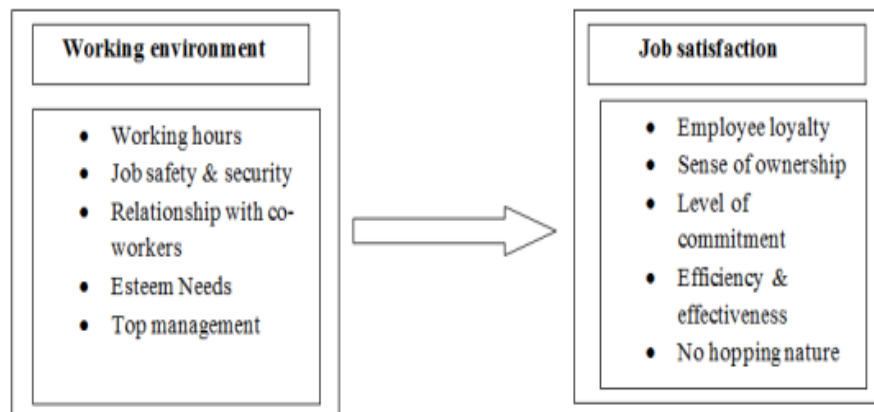 Working environment
● Working hours
● Job safety & security
● Relationship with co-
workers
● Esteem Needs
● Top management
Job satisfaction
● Employee loyalty
● Sense of ownership
● Level of
commitment
● Efficiency &
effectiveness
● No hopping nature